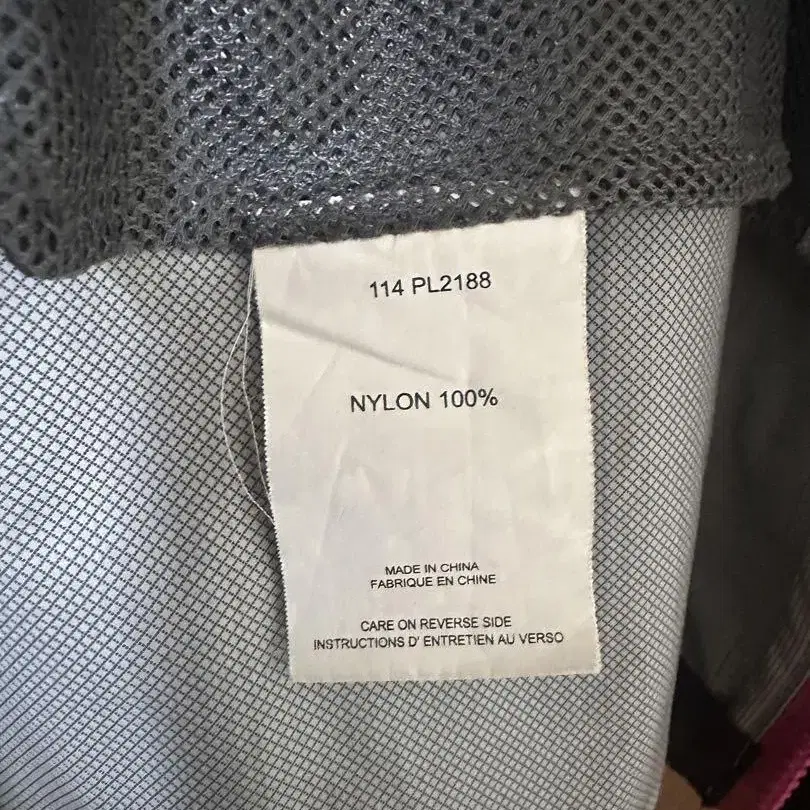 114 PL2188
NYLON 100%
MADE IN CHINA
FABRIQUE EN CHINE
CARE ON REVERSE SIDE
INSTRUCTIONS D' ENTRETIEN AU VERSO